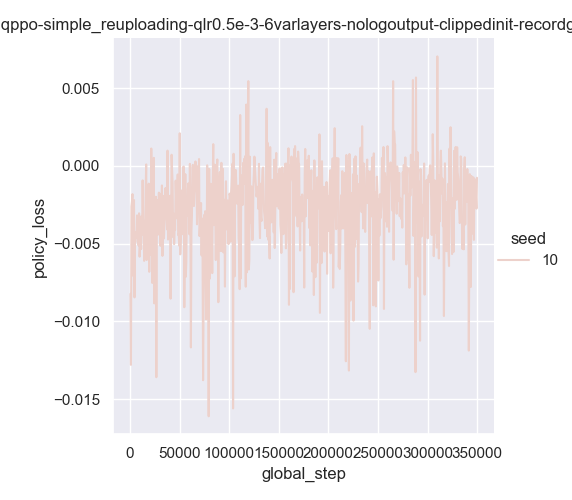 qppo-simple_reuploading-qlr0.5e-3-6varlayers-nologoutput-clippedinit-recordg
0.005
0.000
−0.005
−0.010
−0.015
policy_loss
0 50000 100000 150000 200000 250000 300000 350000
global_step
seed
10